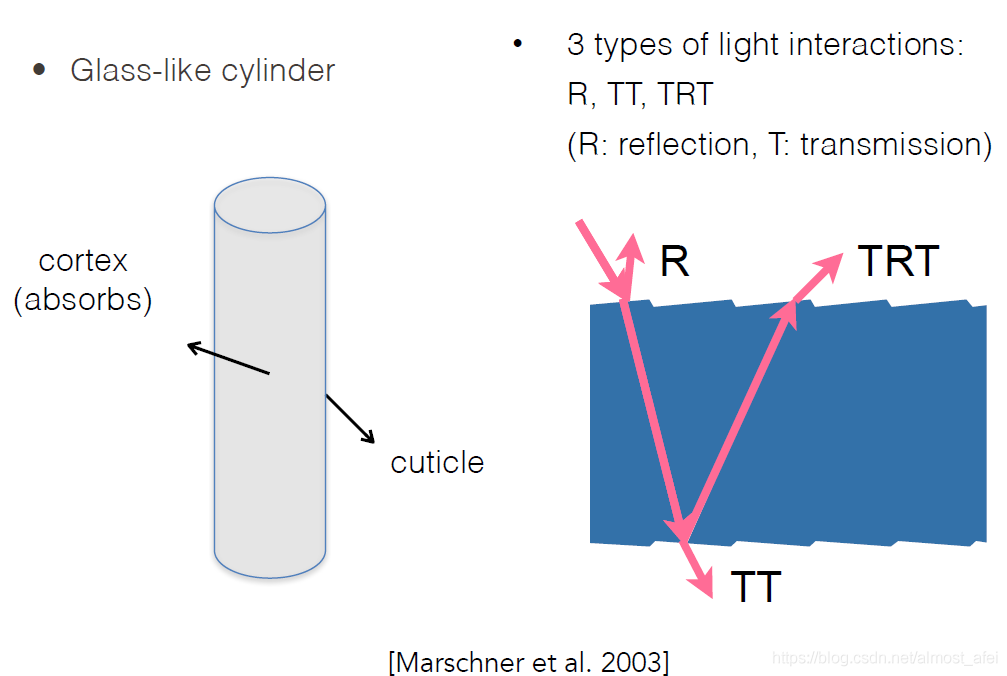 • Glass-like cylinder
• 3 types of light interactions:
R, TT, TRT
(R: reflection, T: transmission)
cortex
(absorbs)
cuticle
R
TRT
TT
[Marschner et al. 2003]
https://blog.csdn.net/almost_afei